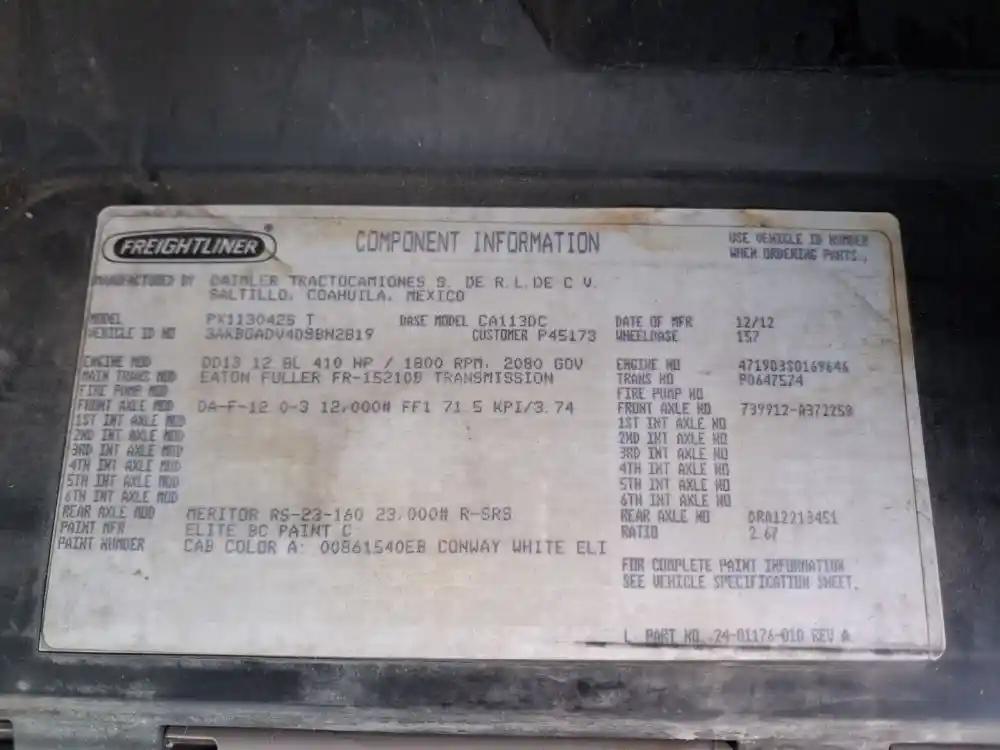 FREIGHTLINER ®
COMPONENT INFORMATION
USE VEHICLE ID NUMBER
WHEN ORDERING PARTS.
MANUFACTURED BY DAIMLER TRACTOCAMIONES S. DE R.L.DE C V.
SALTILLO, COAHUILA, MEXICO
MODEL PX113042S T BASE MODEL CA113DC DATE OF MFR 12/12
VEHICLE ID NO 3AKBGADV4DSBN2819 CUSTOMER P45173 WHEELBASE 157
ENGINE MOD DD13 12 8L 410 HP / 1800 RPM, 2080 GOV ENGINE NO 471903S0169646
MAIN TRANS MOD EATON FULLER FR-15210B TRANSMISSION TRANS NO P0647574
FIRE PUMP MOD FIRE PUMP NO
FRONT AXLE MOD DA-F-12 0-3 12,000# FF1 71 5 KPI/3.74 FRONT AXLE NO 739912-A372258
1ST INT AXLE MOD 1ST INT AXLE NO
2ND INT AXLE MOD 2ND INT AXLE NO
3RD INT AXLE MOD 3RD INT AXLE NO
4TH INT AXLE MOD 4TH INT AXLE NO
5TH INT AXLE MOD 5TH INT AXLE NO
6TH INT AXLE MOD 6TH INT AXLE NO
REAR AXLE MOD MERITOR RS-23-160 23,000# R-SRS REAR AXLE NO ORA12213451
PAINT MFR ELITE BC PAINT C RATIO 2.67
PAINT NUMBER CAB COLOR A: 00861540EB CONWAY WHITE ELI
FOR COMPLETE PAINT INFORMATION
SEE VEHICLE SPECIFICATION SHEET.
PART NO. 24-01176-010 REV A